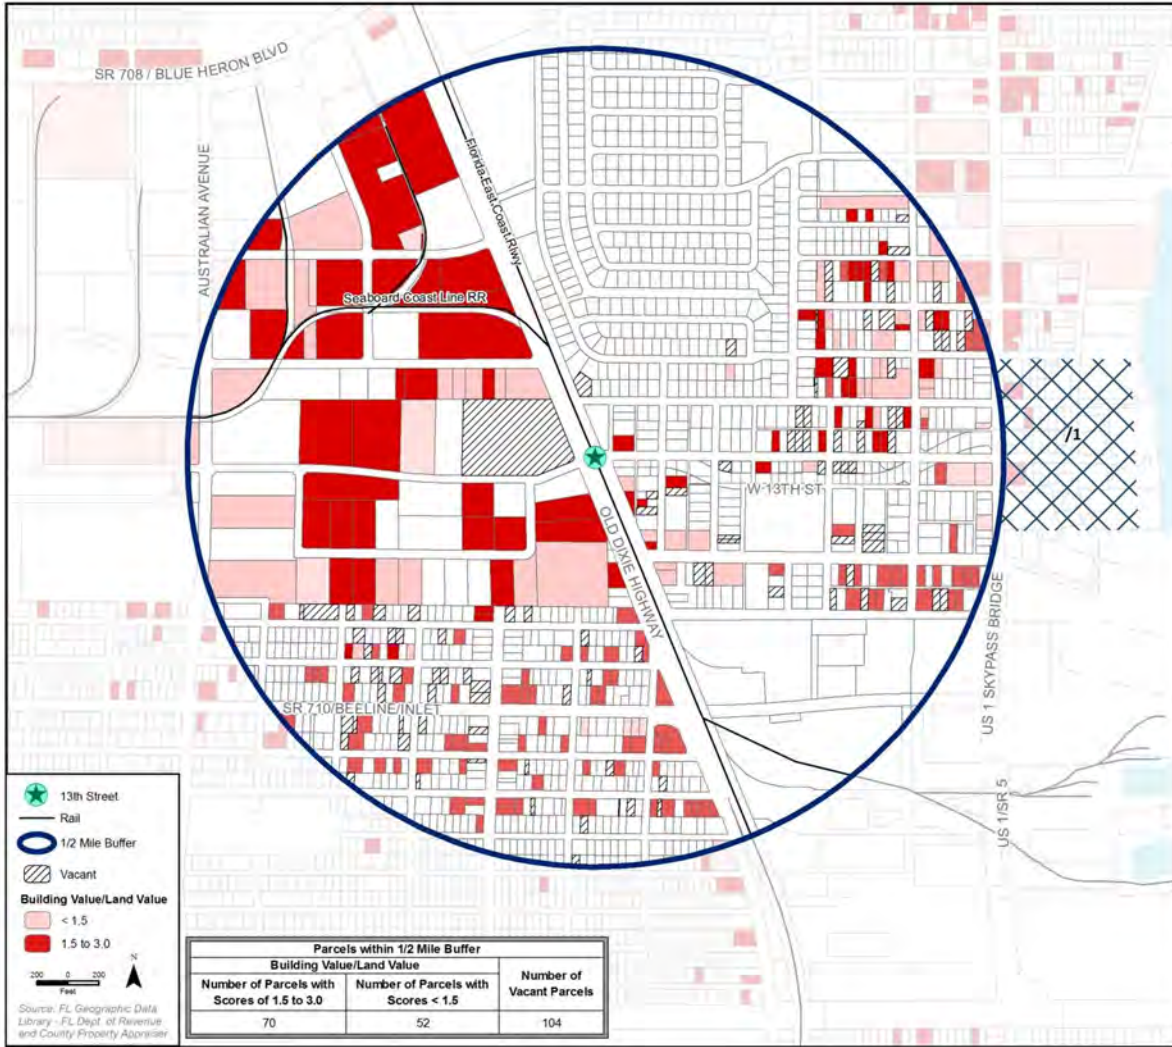 SR 708 / BLUE HERON BLVD
AUSTRALIAN AVENUE
Florida East Coast Rlwy
Seaboard Coast Line RR
/1
W 13TH ST
OLD DIXIE HIGHWAY
US 1 SKYPASS BRIDGE
SR 710/BEELINE/INLET
US 1/SR 5
13th Street
Rail
1/2 Mile Buffer
Vacant
Building Value/Land Value
< 1.5
1.5 to 3.0
200 0 200
Feet
N
Source: FL Geographic Data
Library - FL Dept. of Revenue
and County Property Appraiser
Parcels within 1/2 Mile Buffer
Building Value/Land Value
Number of Parcels with
Scores of 1.5 to 3.0
Number of Parcels with
Scores < 1.5
Number of
Vacant Parcels
70 52 104